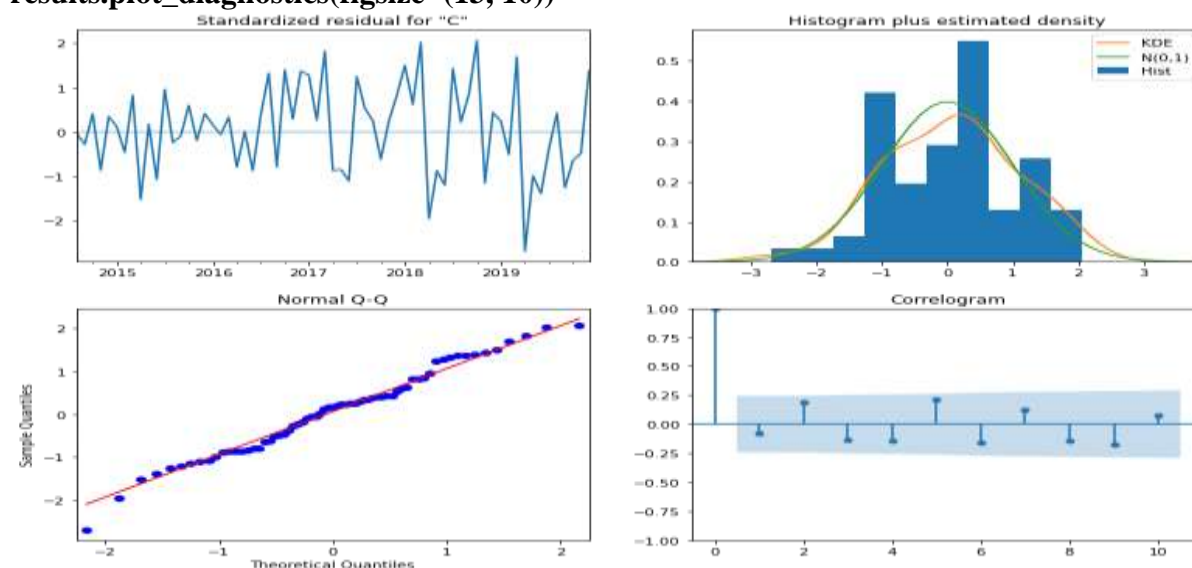 results.plot_diagnostics(figsize=(15, 10))
Standardized residual for "C"
2
1
0
−1
−2
2015 2016 2017 2018 2019
Histogram plus estimated density
KDE
N(0,1)
Hist
0.5
0.4
0.3
0.2
0.1
0.0
−3 −2 −1 0 1 2 3
Normal Q-Q
Sample Quantiles
2
1
0
−1
−2
−2 −1 0 1 2
Theoretical Quantiles
Correlogram
1.00
0.75
0.50
0.25
0.00
−0.25
−0.50
−0.75
−1.00
0 2 4 6 8 10